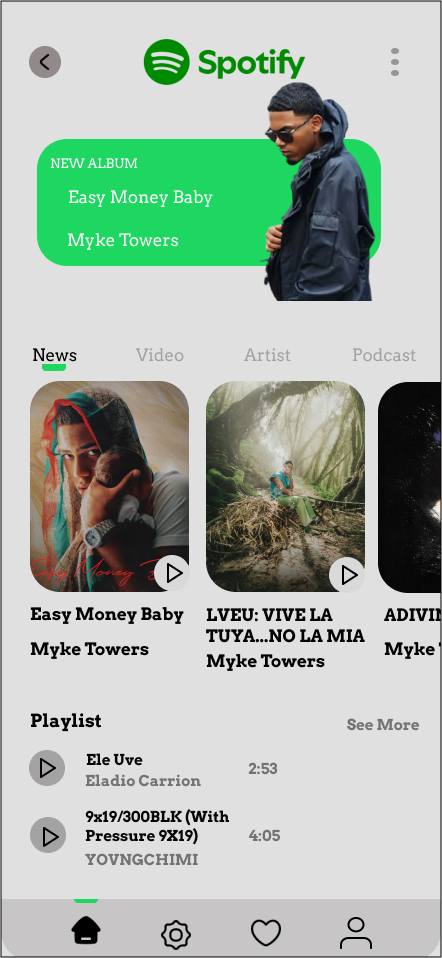 Spotify
NEW ALBUM
Easy Money Baby
Myke Towers
News
Video
Artist
Podcast
Easy Money Baby
Myke Towers
LVEU: VIVE LA
TUYA...NO LA MIA
Myke Towers
ADIVIN
Myke
Playlist
See More
Ele Uve
Eladio Carrion
2:53
9x19/300BLK (With
Pressure 9X19)
YOVNGCHIMI
4:05